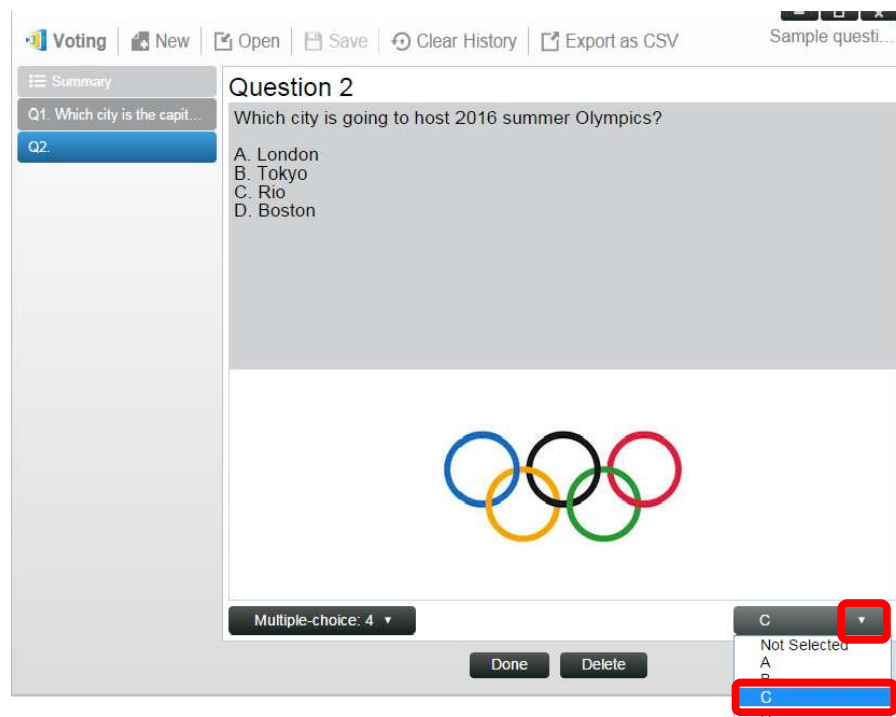 Voting New Open Save Clear History Export as CSV Sample questi...
Summary
Q1. Which city is the capit...
Q2.
Question 2
Which city is going to host 2016 summer Olympics?
A. London
B. Tokyo
C. Rio
D. Boston
Multiple-choice: 4
C
Not Selected
A
B
C
Done Delete